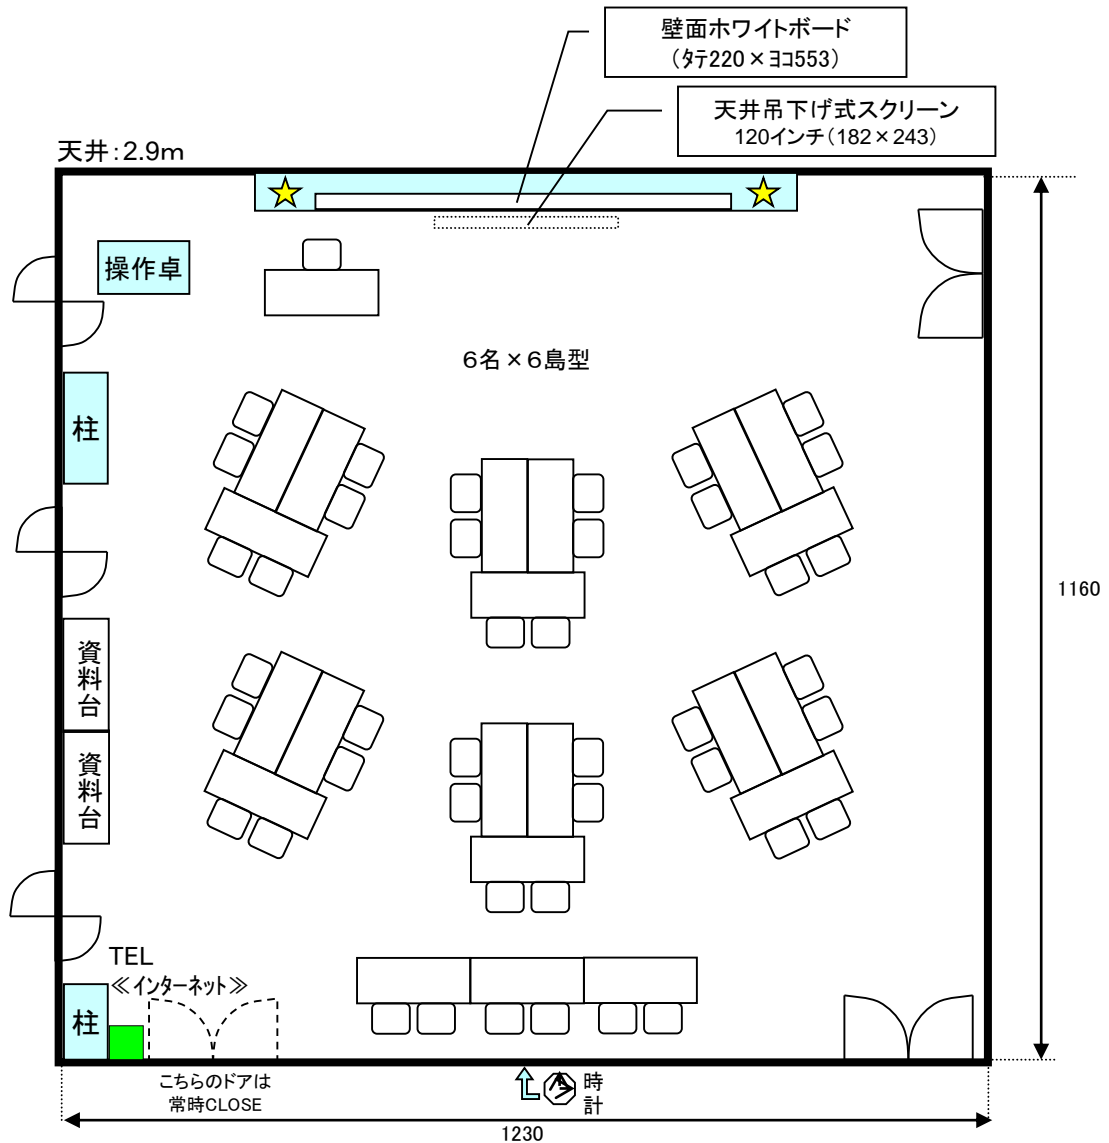 壁面ホワイトボード
(ﾀﾃ220×ﾖｺ553)
天井吊下げ式スクリーン
120インチ(182×243)
天井:2.9m
操作卓
6名×6島型
柱
1160
資料台
資料台
TEL
≪インターネット≫
柱
こちらのドアは
常時CLOSE
時計
1230